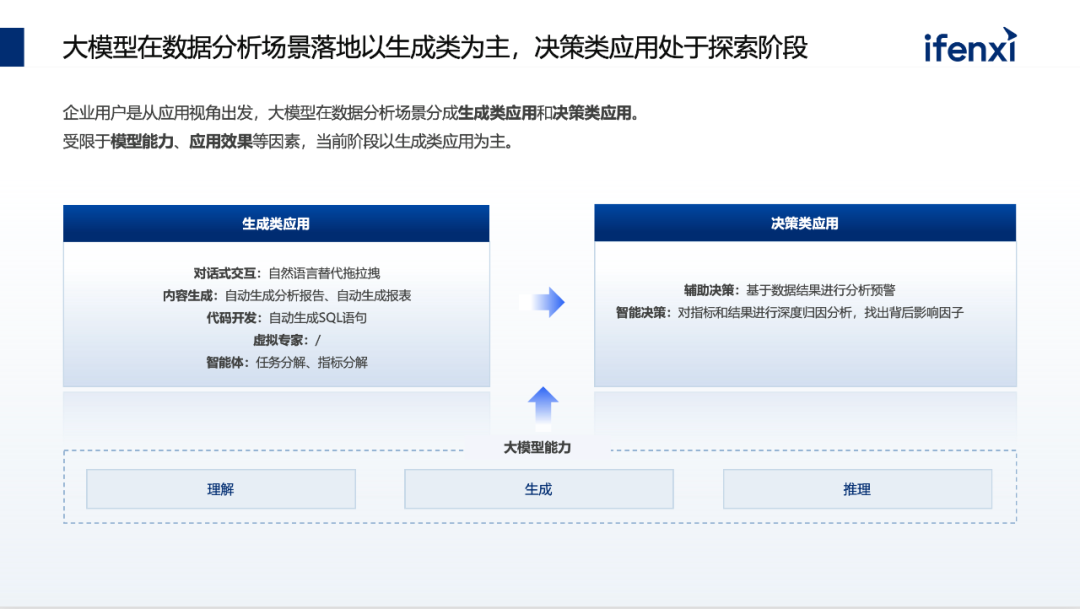 大模型在数据分析场景落地以生成类为主，决策类应用处于探索阶段
ifenxi
企业用户是从应用视角出发，大模型在数据分析场景分成生成类应用和决策类应用。
受限于模型能力、应用效果等因素，当前阶段以生成类应用为主。
生成类应用
对话式交互：自然语言替代拖拉拽
内容生成：自动生成分析报告、自动生成报表
代码开发：自动生成SQL语句
虚拟专家：/
智能体：任务分解、指标分解
决策类应用
辅助决策：基于数据结果进行分析预警
智能决策：对指标和结果进行深度归因分析，找出背后影响因子
大模型能力
理解
生成
推理